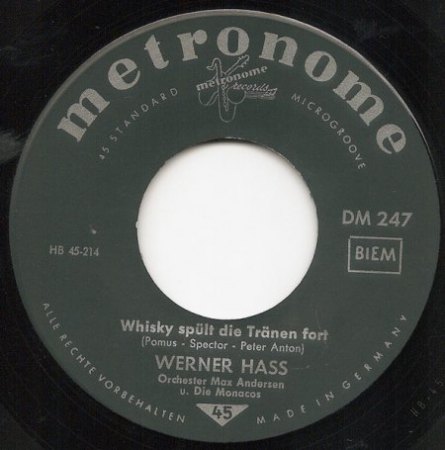 metronome
metronome
records
45 STANDARD MICROGROOVE
DM 247
HB 45-214
BIEM
Whisky spült die Tränen fort
(Pomus - Spector - Peter Anton)
WERNER HASS
Orchester Max Andersen
u. Die Monacos
45
ALLE RECHTE VORBEHALTEN
MADE IN GERMANY